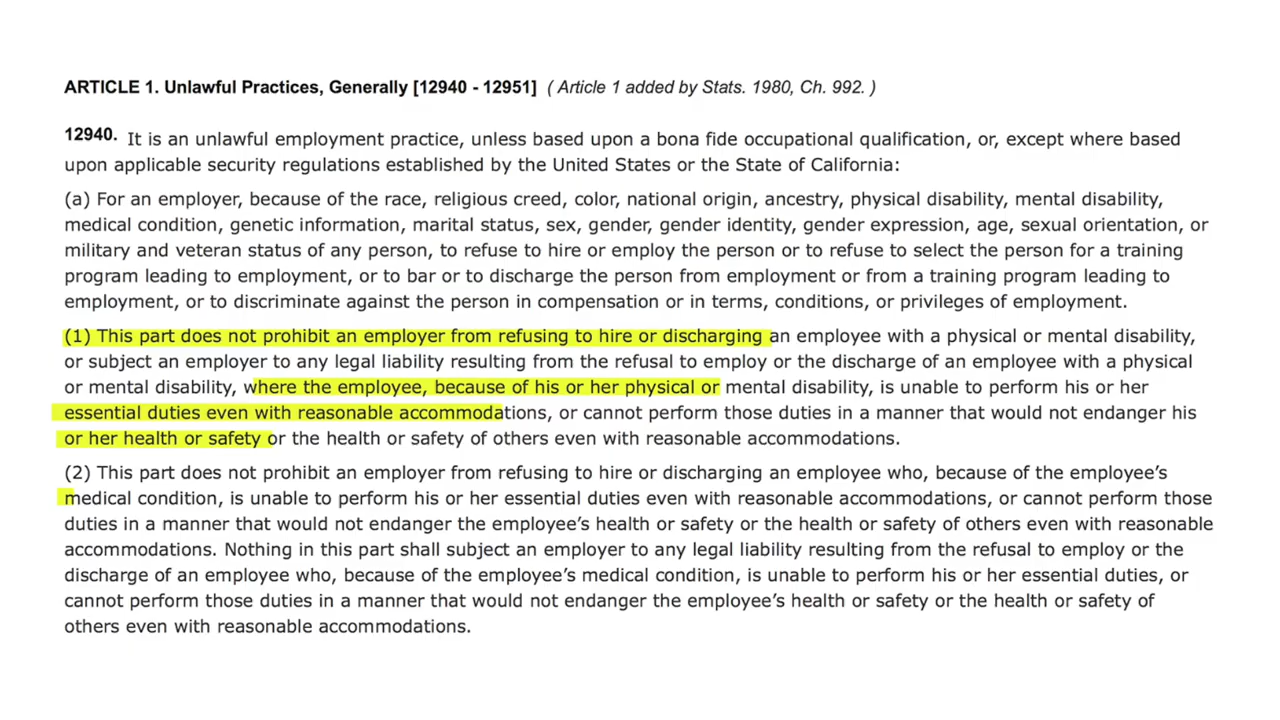 ARTICLE 1. Unlawful Practices, Generally [12940 - 12951] ( Article 1 added by Stats. 1980, Ch. 992. )
12940. It is an unlawful employment practice, unless based upon a bona fide occupational qualification, or, except where based
upon applicable security regulations established by the United States or the State of California:
(a) For an employer, because of the race, religious creed, color, national origin, ancestry, physical disability, mental disability,
medical condition, genetic information, marital status, sex, gender, gender identity, gender expression, age, sexual orientation, or
military and veteran status of any person, to refuse to hire or employ the person or to refuse to select the person for a training
program leading to employment, or to bar or to discharge the person from employment or from a training program leading to
employment, or to discriminate against the person in compensation or in terms, conditions, or privileges of employment.
(1) This part does not prohibit an employer from refusing to hire or discharging an employee with a physical or mental disability,
or subject an employer to any legal liability resulting from the refusal to employ or the discharge of an employee with a physical
or mental disability, where the employee, because of his or her physical or mental disability, is unable to perform his or her
essential duties even with reasonable accommodations, or cannot perform those duties in a manner that would not endanger his
or her health or safety or the health or safety of others even with reasonable accommodations.
(2) This part does not prohibit an employer from refusing to hire or discharging an employee who, because of the employee’s
medical condition, is unable to perform his or her essential duties even with reasonable accommodations, or cannot perform those
duties in a manner that would not endanger the employee’s health or safety or the health or safety of others even with reasonable
accommodations. Nothing in this part shall subject an employer to any legal liability resulting from the refusal to employ or the
discharge of an employee who, because of the employee’s medical condition, is unable to perform his or her essential duties, or
cannot perform those duties in a manner that would not endanger the employee’s health or safety or the health or safety of
others even with reasonable accommodations.